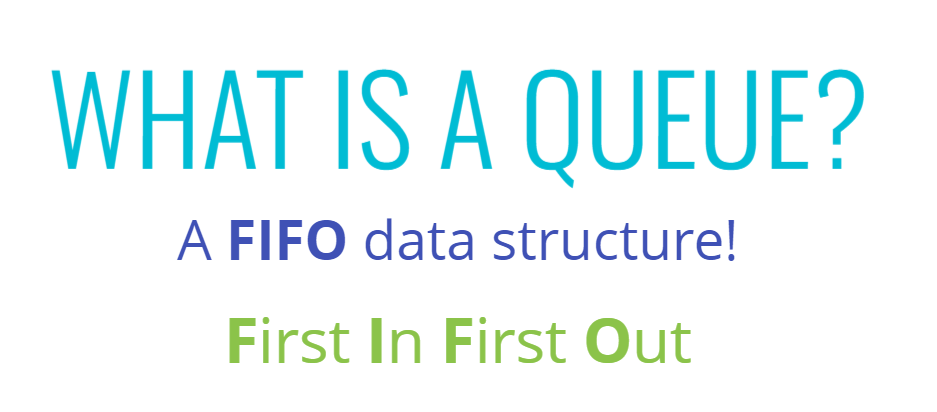 WHAT IS A QUEUE?
A FIFO data structure!
First In First Out